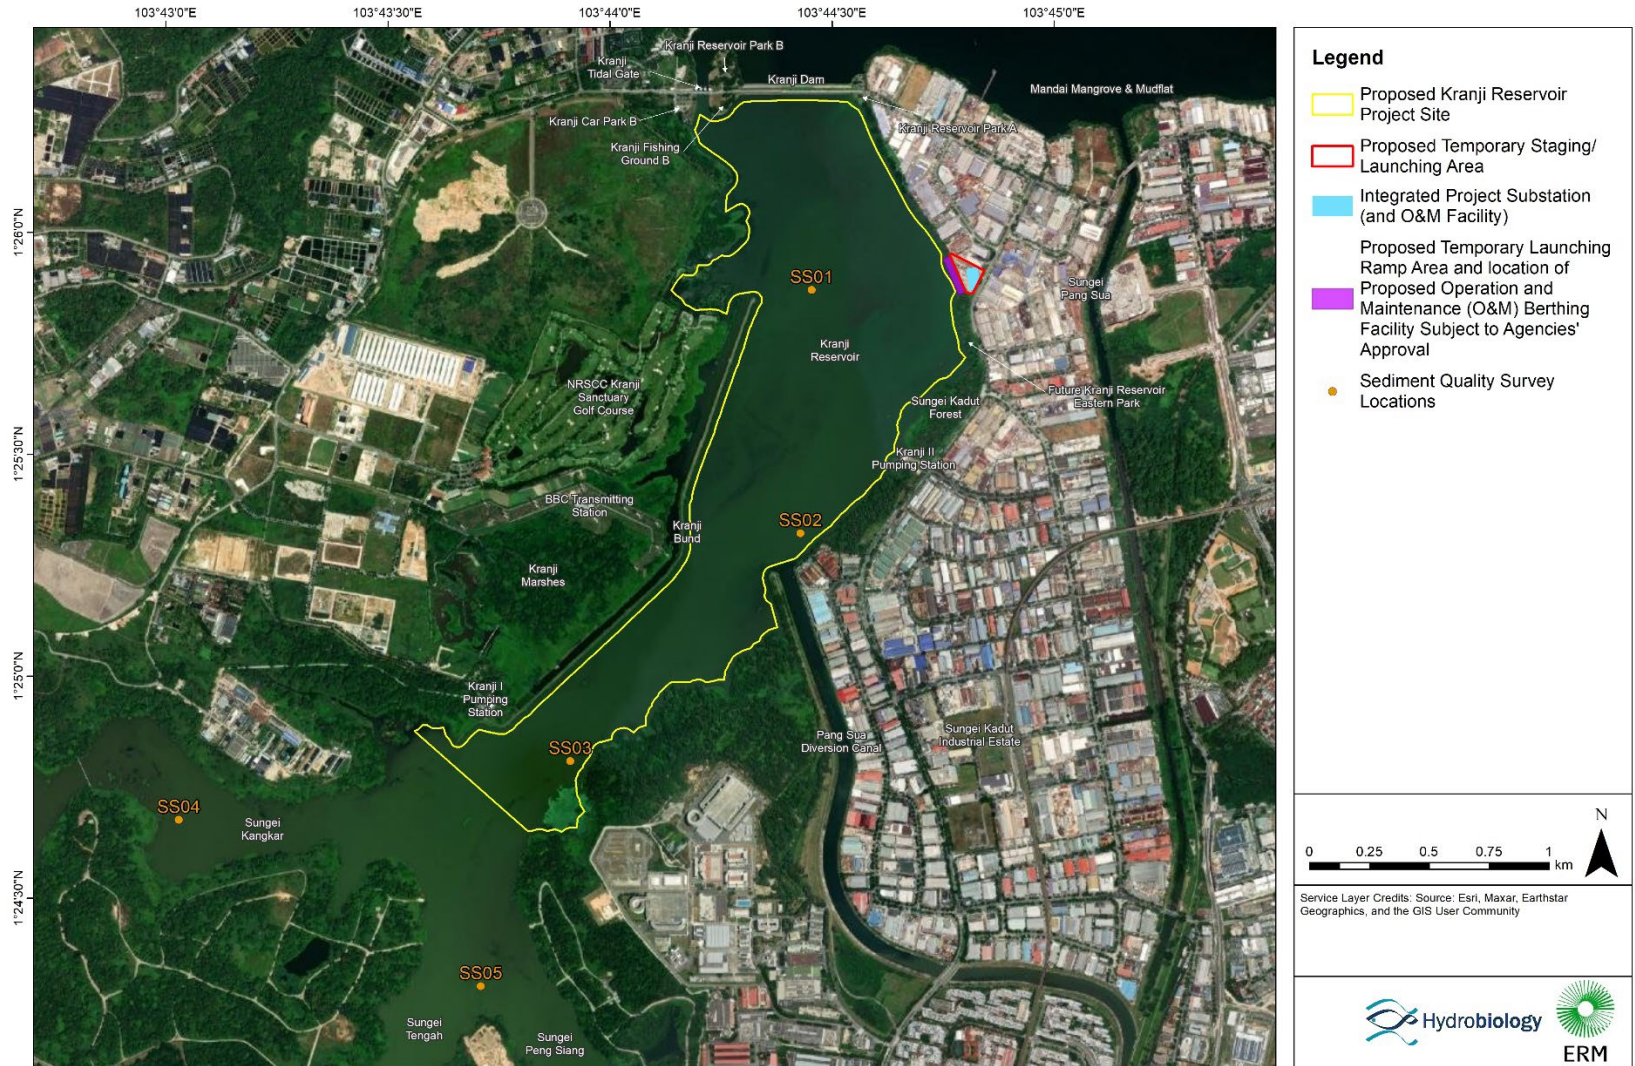 103°43'0"E
103°43'30"E
103°44'0"E
103°44'30"E
103°45'0"E
1°26'0"N
1°25'30"N
1°25'0"N
1°24'30"N
Kranji Reservoir Park B
Kranji
Tidal Gate
Kranji Dam
Mandai Mangrove & Mudflat
Kranji Car Park B
Kranji Reservoir Park A
Kranji Fishing
Ground B
SS01
Sungei
Pang Sua
Kranji
Reservoir
NRSCC Kranji
Sanctuary
Golf Course
Future Kranji Reservoir
Eastern Park
Sungei Kadut
Forest
Kranji II
Pumping Station
BBC Transmitting
Station
SS02
Kranji
Bund
Kranji
Marshes
Kranji I
Pumping
Station
Pang Sua
Diversion Canal
Sungei Kadut
Industrial Estate
SS03
SS04
Sungei
Kangkar
SS05
Sungei
Tengah
Sungei
Peng Siang
Legend
Proposed Kranji Reservoir
Project Site
Proposed Temporary Staging/
Launching Area
Integrated Project Substation
(and O&M Facility)
Proposed Temporary Launching
Ramp Area and location of
Proposed Operation and
Maintenance (O&M) Berthing
Facility Subject to Agencies'
Approval
Sediment Quality Survey
Locations
N
0 0.25 0.5 0.75 1
km
Service Layer Credits: Source: Esri, Maxar, Earthstar
Geographics, and the GIS User Community
Hydrobiology
ERM